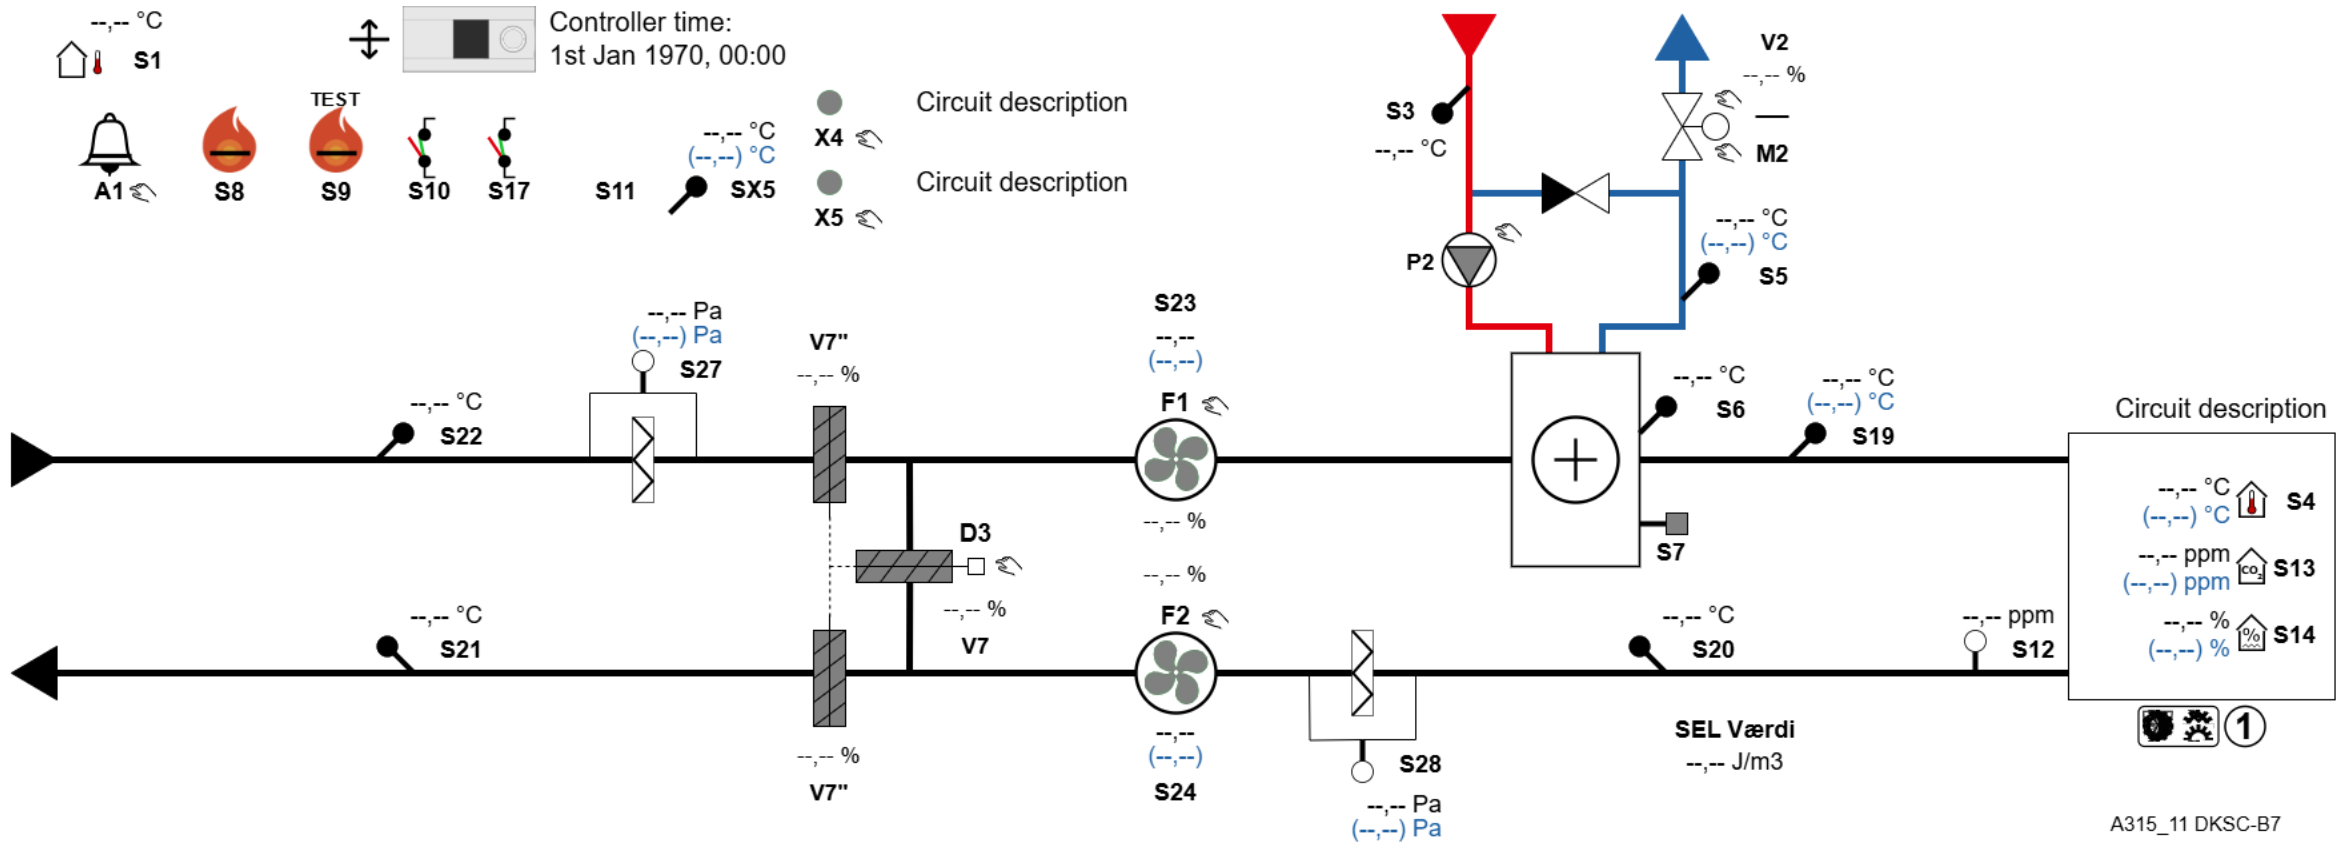 --,-- °C
S1
Controller time:
1st Jan 1970, 00:00
A1
S8
TEST
S9
S10
S17
S11
--,-- °C
(--,--) °C
SX5
X4
Circuit description
X5
Circuit description
S3
--,-- °C
V2
--,-- %
M2
P2
--,-- °C
(--,--) °C
S5
--,-- °C
S22
--,-- Pa
(--,--) Pa
S27
V7"
--,-- %
S23
--,--
(--,--)
F1
--,-- %
--,-- °C
S6
--,-- °C
(--,--) °C
S19
S7
Circuit description
--,-- °C
(--,--) °C
S4
--,-- ppm
(--,--) ppm
CO2
S13
--,-- %
(--,--) %
%
S14
1
D3
--,-- %
V7
--,-- °C
S21
--,-- %
V7"
--,-- %
F2
--,--
(--,--)
S24
S28
--,-- Pa
(--,--) Pa
--,-- °C
S20
--,-- ppm
S12
SEL Værdi
--,-- J/m3
A315_11 DKSC-B7